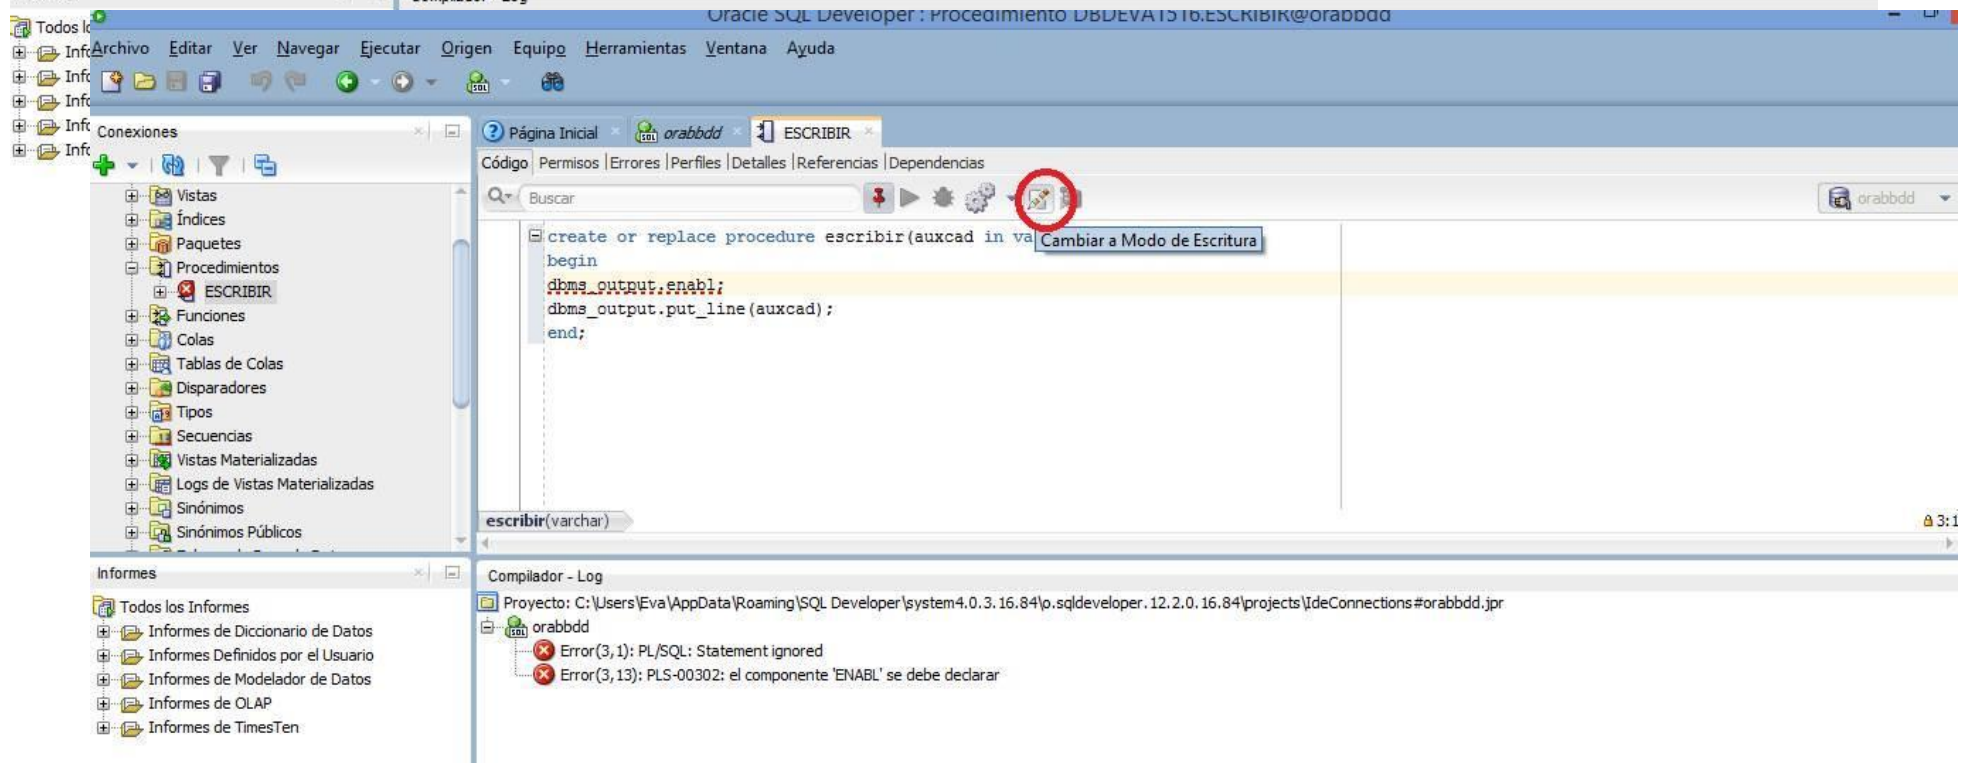 Todos l
Oracle SQL Developer : Procedimiento DBDEVA1516.ESCRIBIR@orabbdd
Archivo Editar Ver Navegar Ejecutar Origen Equipo Herramientas Ventana Ayuda
Inf
Inf
Inf
Inf
Inf
Conexiones
Página Inicial orabbdd ESCRIBIR
Código Permisos Errores Perfiles Detalles Referencias Dependencias
Buscar
orabbdd
Vistas
Índices
Paquetes
Procedimientos
ESCRIBIR
Funciones
Colas
Tablas de Colas
Disparadores
Tipos
Secuencias
Vistas Materializadas
Logs de Vistas Materializadas
Sinónimos
Sinónimos Públicos
create or replace procedure escribir(auxcad in va
Cambiar a Modo de Escritura
begin
dbms_output.enabl;
dbms_output.put_line(auxcad);
end;
escribir(varchar)
3:1
Informes
Todos los Informes
Informes de Diccionario de Datos
Informes Definidos por el Usuario
Informes de Modelador de Datos
Informes de OLAP
Informes de TimesTen
Compilador - Log
Proyecto: C:\Users\Eva\AppData\Roaming\SQL Developer\system4.0.3.16.84\o.sqldeveloper.12.2.0.16.84\projects\IdeConnections#orabbdd.jpr
orabbdd
Error(3,1): PL/SQL: Statement ignored
Error(3,13): PLS-00302: el componente 'ENABL' se debe declarar